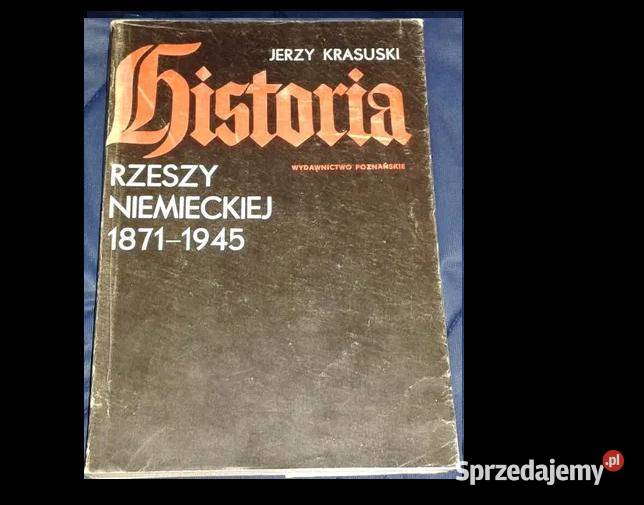 JERZY KRASUSKI
Historia
WYDAWNICTWO POZNAŃSKIE
RZESZY
NIEMIECKIEJ
1871–1945
Sprzedajemy.pl